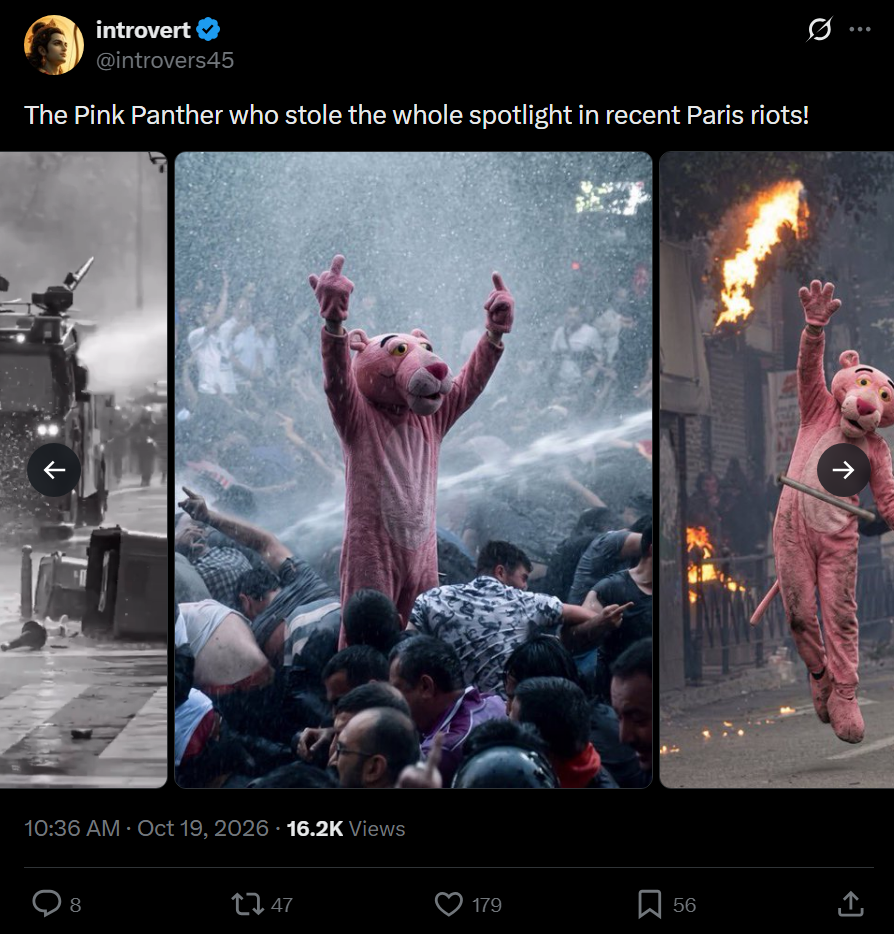 introvert
@introvers45
The Pink Panther who stole the whole spotlight in recent Paris riots!
10:36 AM · Oct 19, 2026 · 16.2K Views
8 47 179 56